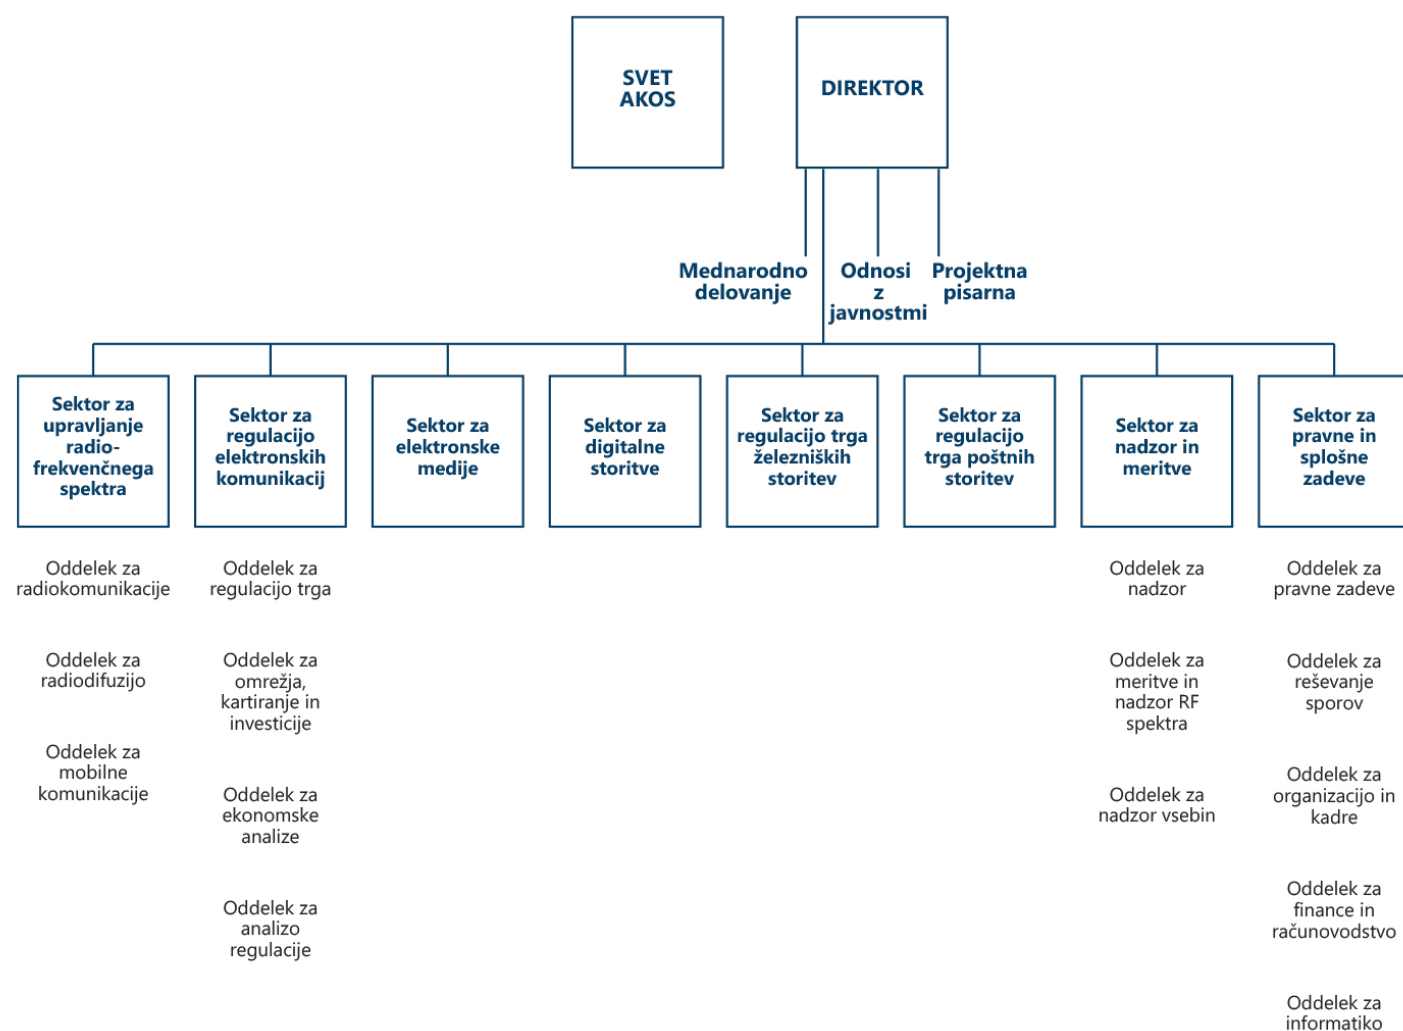 SVET
AKOS
DIREKTOR
Mednarodno
delovanje
Odnosi
z
javnostmi
Projektna
pisarna
Sektor za
upravljanje
radio-
frekvenčnega
spektra
Sektor za
regulacijo
elektronskih
komunikacij
Sektor za
elektronske
medije
Sektor za
digitalne
storitve
Sektor za
regulacijo trga
železniških
storitev
Sektor za
regulacijo
trga poštnih
storitev
Sektor za
nadzor in
meritve
Sektor za
pravne in
splošne
zadeve
Oddelek za
radiokomunikacije
Oddelek za
radiodifuzijo
Oddelek za
mobilne
komunikacije
Oddelek za
regulacijo trga
Oddelek za
omrežja,
kartiranje in
investicije
Oddelek za
ekonomske
analize
Oddelek za
analizo
regulacije
Oddelek za
nadzor
Oddelek za
meritve in
nadzor RF
spektra
Oddelek za
nadzor vsebin
Oddelek za
pravne zadeve
Oddelek za
reševanje
sporov
Oddelek za
organizacijo in
kadre
Oddelek za
finance in
računovodstvo
Oddelek za
informatiko